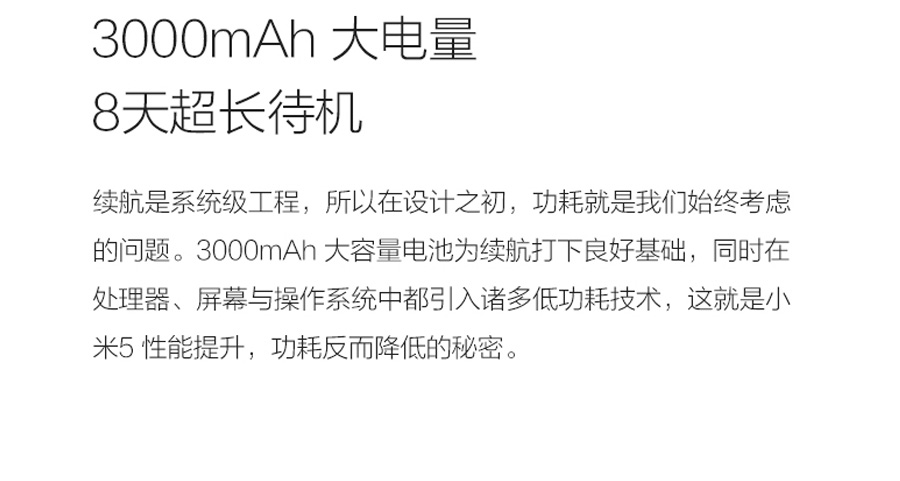 3000mAh 大电量
8天超长待机
续航是系统级工程，所以在设计之初，功耗就是我们始终考虑
的问题。3000mAh 大容量电池为续航打下良好基础，同时在
处理器、屏幕与操作系统中都引入诸多低功耗技术，这就是小
米5 性能提升，功耗反而降低的秘密。